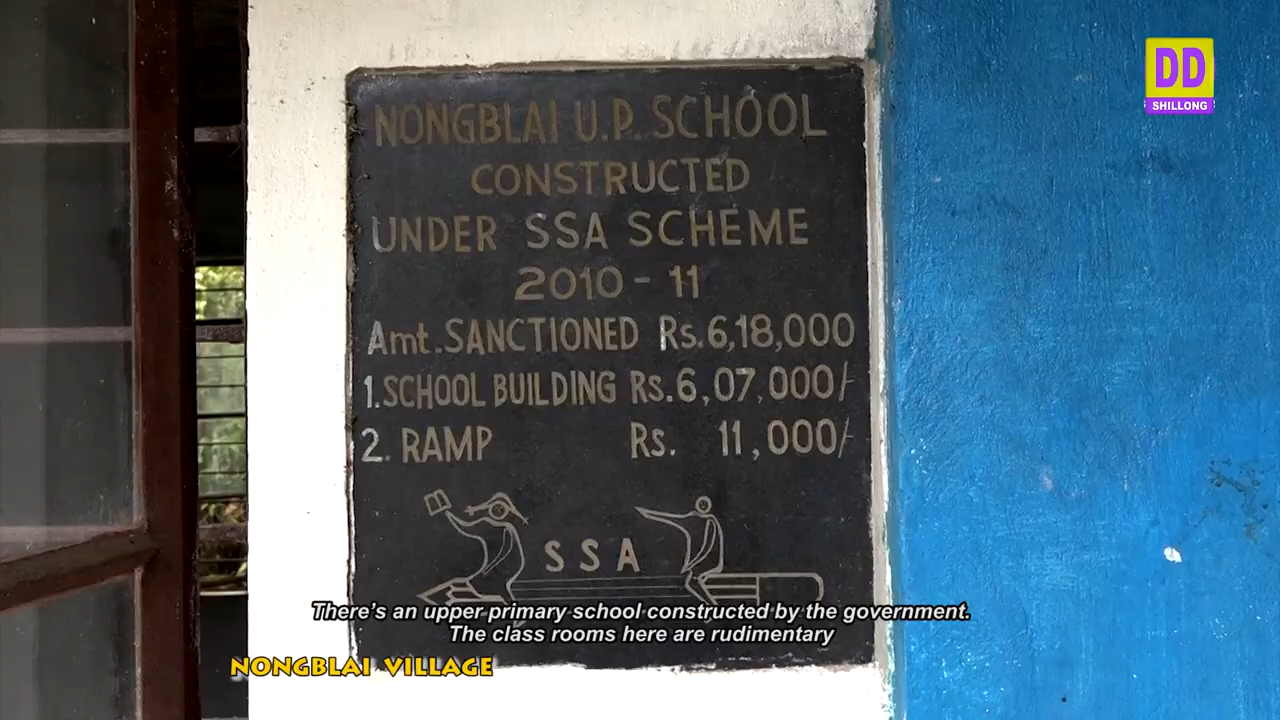 DD
SHILLONG
NONGBLAI U.P. SCHOOL
CONSTRUCTED
UNDER SSA SCHEME
2010 - 11
Amt. SANCTIONED Rs. 6,18,000
1. SCHOOL BUILDING Rs. 6,07,000/-
2. RAMP Rs. 11,000/-
SSA
There's an upper primary school constructed by the government.
The class rooms here are rudimentary
NONGBLAI VILLAGE